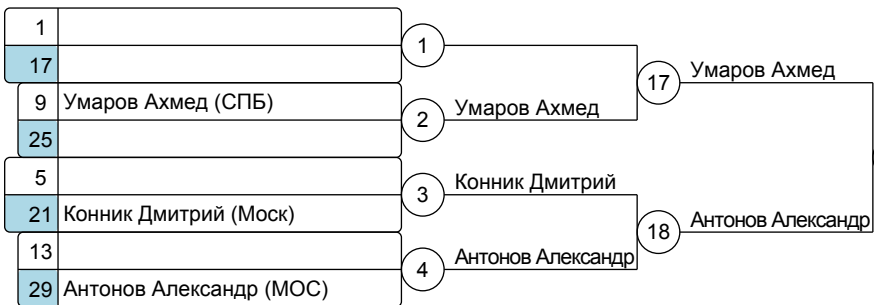 1
17
9 Умаров Ахмед (СПБ)
25
5
21 Конник Дмитрий (Моск)
13
29 Антонов Александр (МОС)
1
2 Умаров Ахмед
3 Конник Дмитрий
4 Антонов Александр
17 Умаров Ахмед
18 Антонов Александр